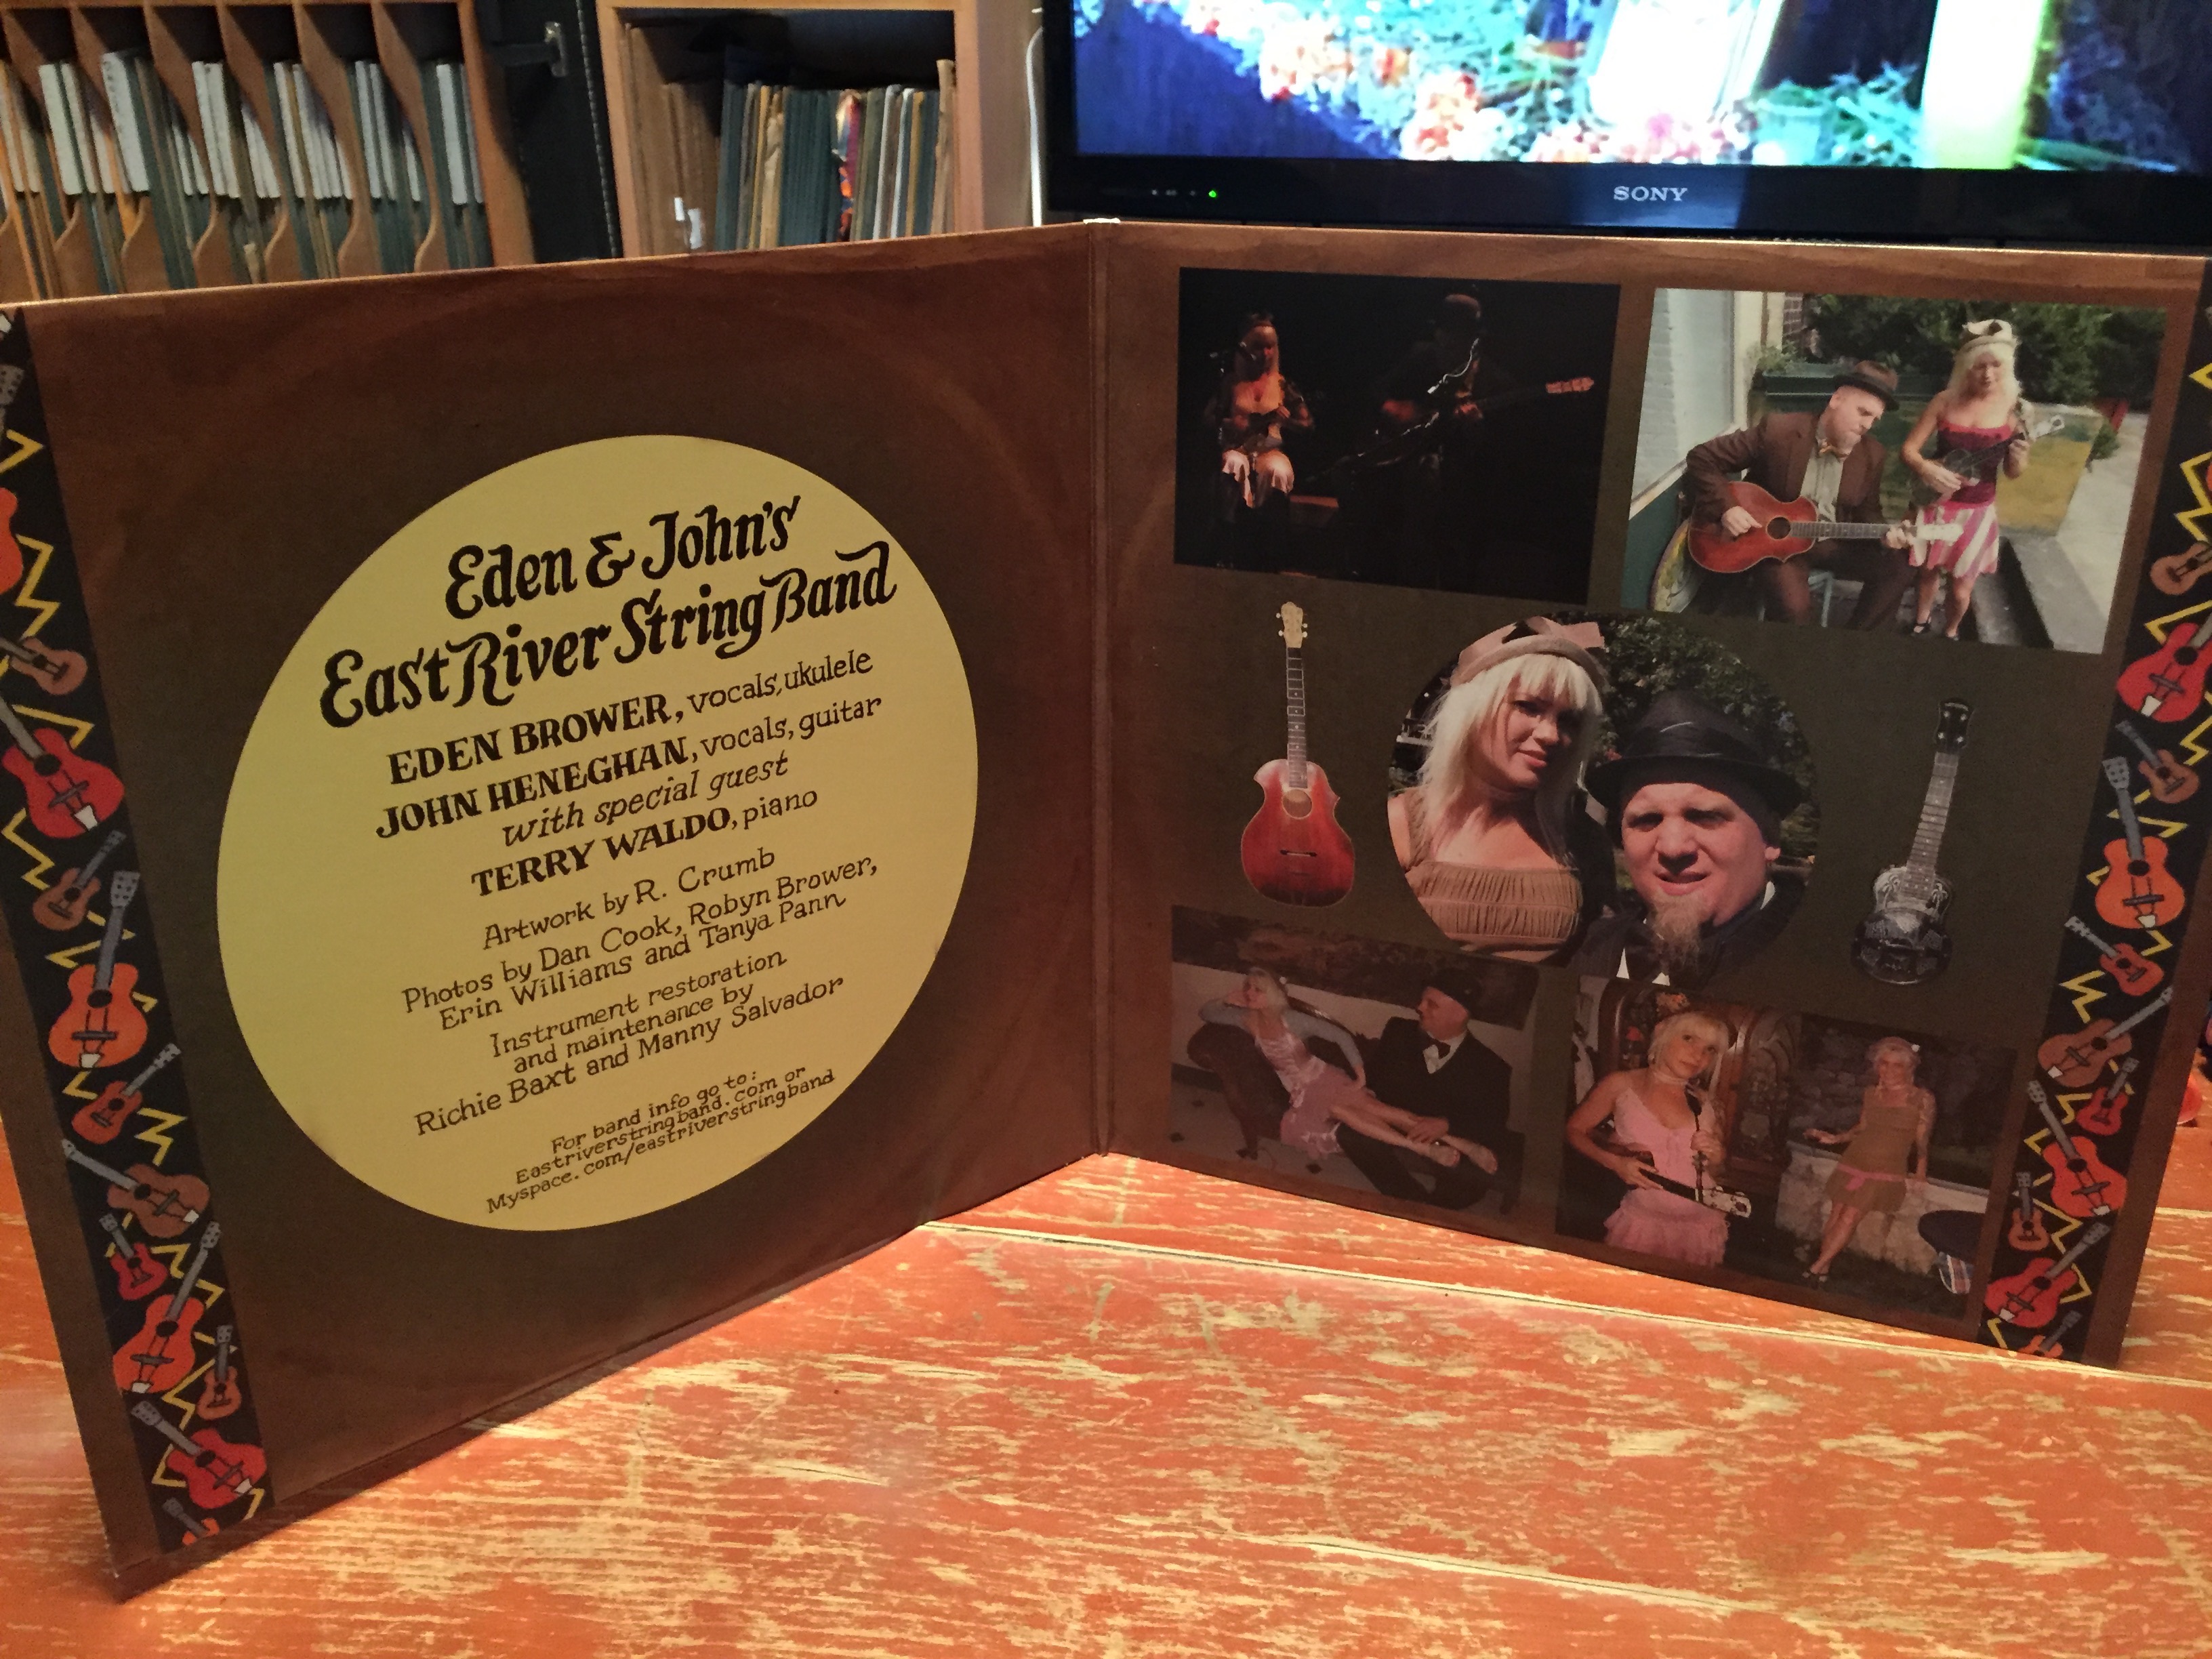 SONY
Eden & John's
East River String Band
EDEN BROWER, vocals, ukulele
JOHN HENEGHAN, vocals, guitar
with special guest
TERRY WALDO, piano
Artwork by R. Crumb
Photos by Dan Cook, Robyn Brower,
Erin Williams and Tanya Pann
Instrument restoration
and maintenance by
Richie Baxt and Manny Salvador
For band info go to:
Eastriverstringband.com or
Myspace.com/eastriverstringband